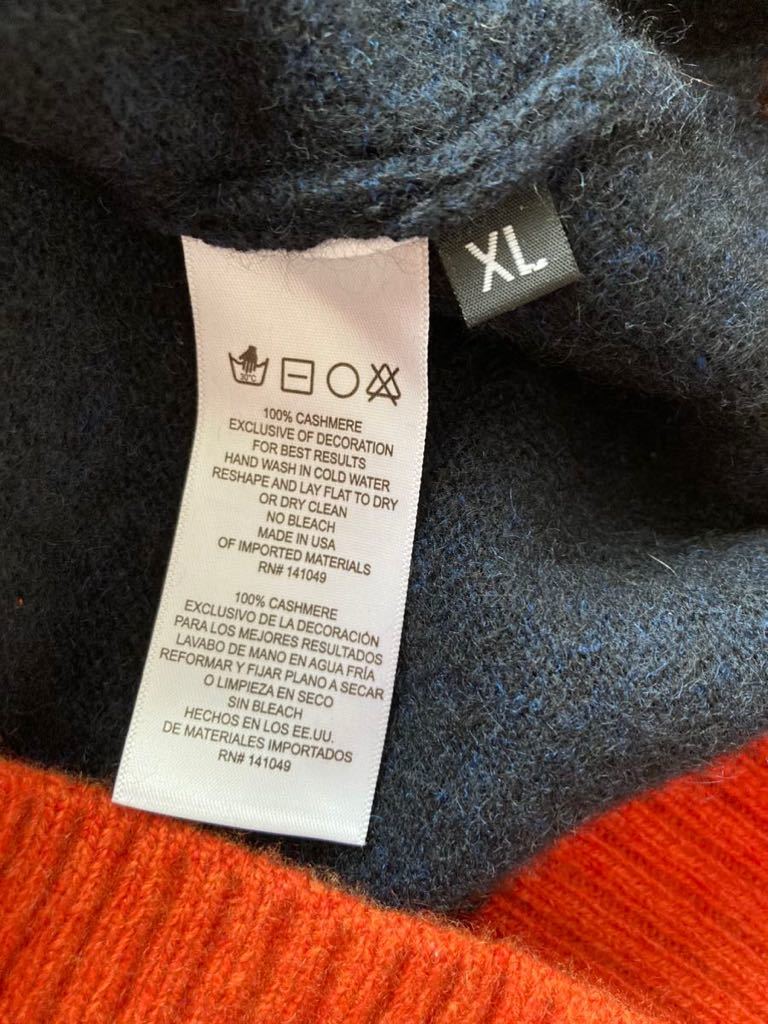 XL
30°C
100% CASHMERE
EXCLUSIVE OF DECORATION
FOR BEST RESULTS
HAND WASH IN COLD WATER
RESHAPE AND LAY FLAT TO DRY
OR DRY CLEAN
NO BLEACH
MADE IN USA
OF IMPORTED MATERIALS
RN# 141049
100% CASHMERE
EXCLUSIVO DE LA DECORACIÓN
PARA LOS MEJORES RESULTADOS
LAVABO DE MANO EN AGUA FRÍA
REFORMAR Y FIJAR PLANO A SECAR
O LIMPIEZA EN SECO
SIN BLEACH
HECHOS EN LOS EE.UU.
DE MATERIALES IMPORTADOS
RN# 141049